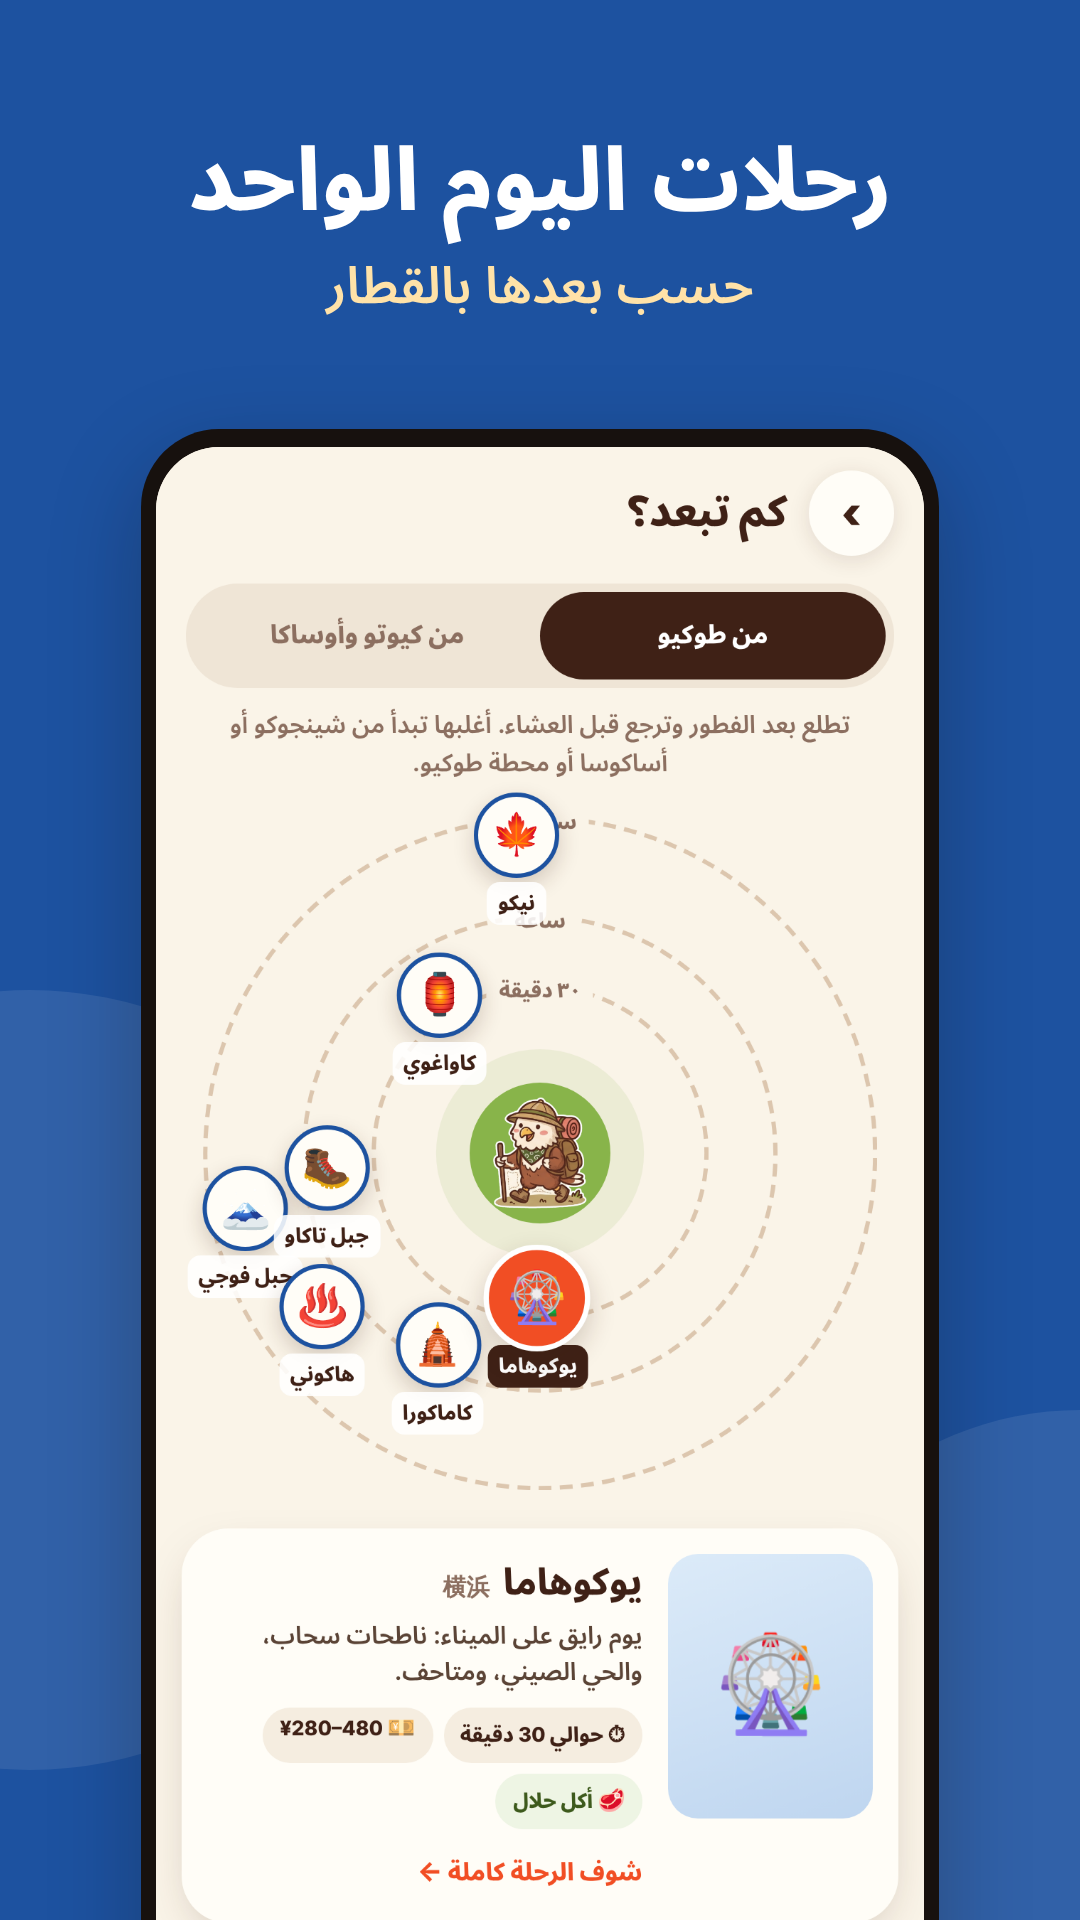 رحلات اليوم الواحد
حسب بعدها بالقطار
كم تبعد؟
من طوكيو
من كيوتو وأوساكا
تطلع بعد الفطور وترجع قبل العشاء. أغلبها تبدأ من شينجوكو أو
أساكوسا أو محطة طوكيو.
نيكو
ساعة
٣٠ دقيقة
كاواغوي
جبل تاكاو
جبل فوجي
هاكوني
كاماكورا
يوكوهاما
يوكوهاما 横浜
يوم رايق على الميناء: ناطحات سحاب،
والحي الصيني، ومتاحف.
⏱ حوالي 30 دقيقة
💴 ¥280–480
🥩 أكل حلال
شوف الرحلة كاملة ←